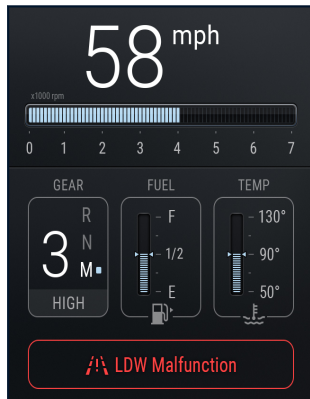 58 mph
x1000 rpm
0 1 2 3 4 5 6 7
GEAR FUEL TEMP
R F 130°
3 N 1/2 90°
M
E 50°
HIGH
LDW Malfunction